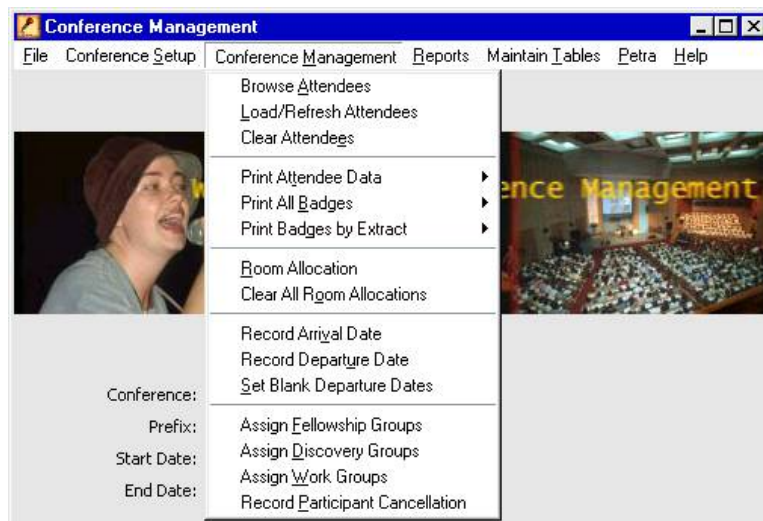 Conference Management
File Conference Setup Conference Management Reports Maintain Tables Petra Help
Browse Attendees
Load/Refresh Attendees
Clear Attendees
Print Attendee Data
Print All Badges
Print Badges by Extract
Room Allocation
Clear All Room Allocations
Record Arrival Date
Record Departure Date
Set Blank Departure Dates
Assign Fellowship Groups
Assign Discovery Groups
Assign Work Groups
Record Participant Cancellation
Management
Conference:
Prefix:
Start Date:
End Date: